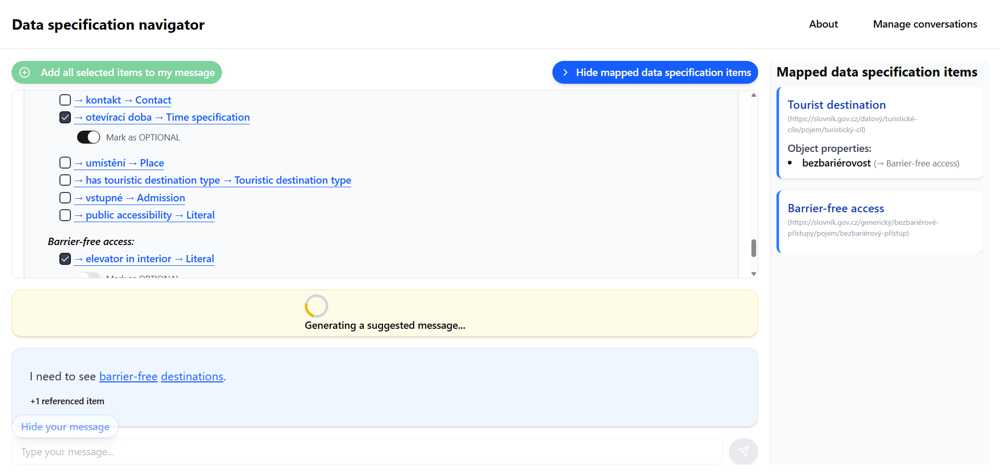 Data specification navigator
About
Manage conversations
Add all selected items to my message
Hide mapped data specification items
→ kontakt → Contact
→ otevírací doba → Time specification
Mark as OPTIONAL
→ umístění → Place
→ has touristic destination type → Touristic destination type
→ vstupné → Admission
→ public accessibility → Literal
Barrier-free access:
→ elevator in interior → Literal
Mark as OPTIONAL
Generating a suggested message...
I need to see barrier-free destinations.
+1 referenced item
Hide your message
Type your message...
Mapped data specification items
Tourist destination
(https://slovník.gov.cz/datový/turistické-
cíle/pojem/turistický-cíl)
Object properties:
• bezbariérovost (→ Barrier-free access)
Barrier-free access
(https://slovník.gov.cz/generický/bezbariérové-
přístupy/pojem/bezbariérový-přístup)